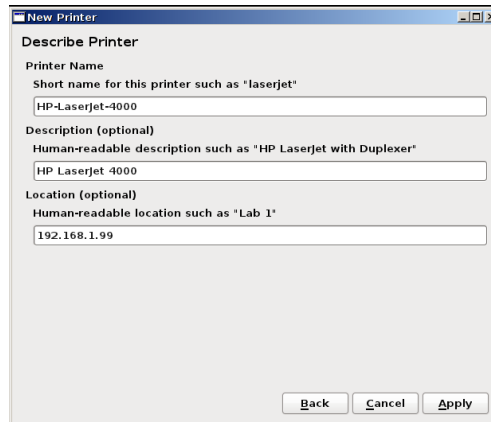 New Printer
Describe Printer
Printer Name
Short name for this printer such as "laserjet"
HP-LaserJet-4000
Description (optional)
Human-readable description such as "HP LaserJet with Duplexer"
HP LaserJet 4000
Location (optional)
Human-readable location such as "Lab 1"
192.168.1.99
Back Cancel Apply